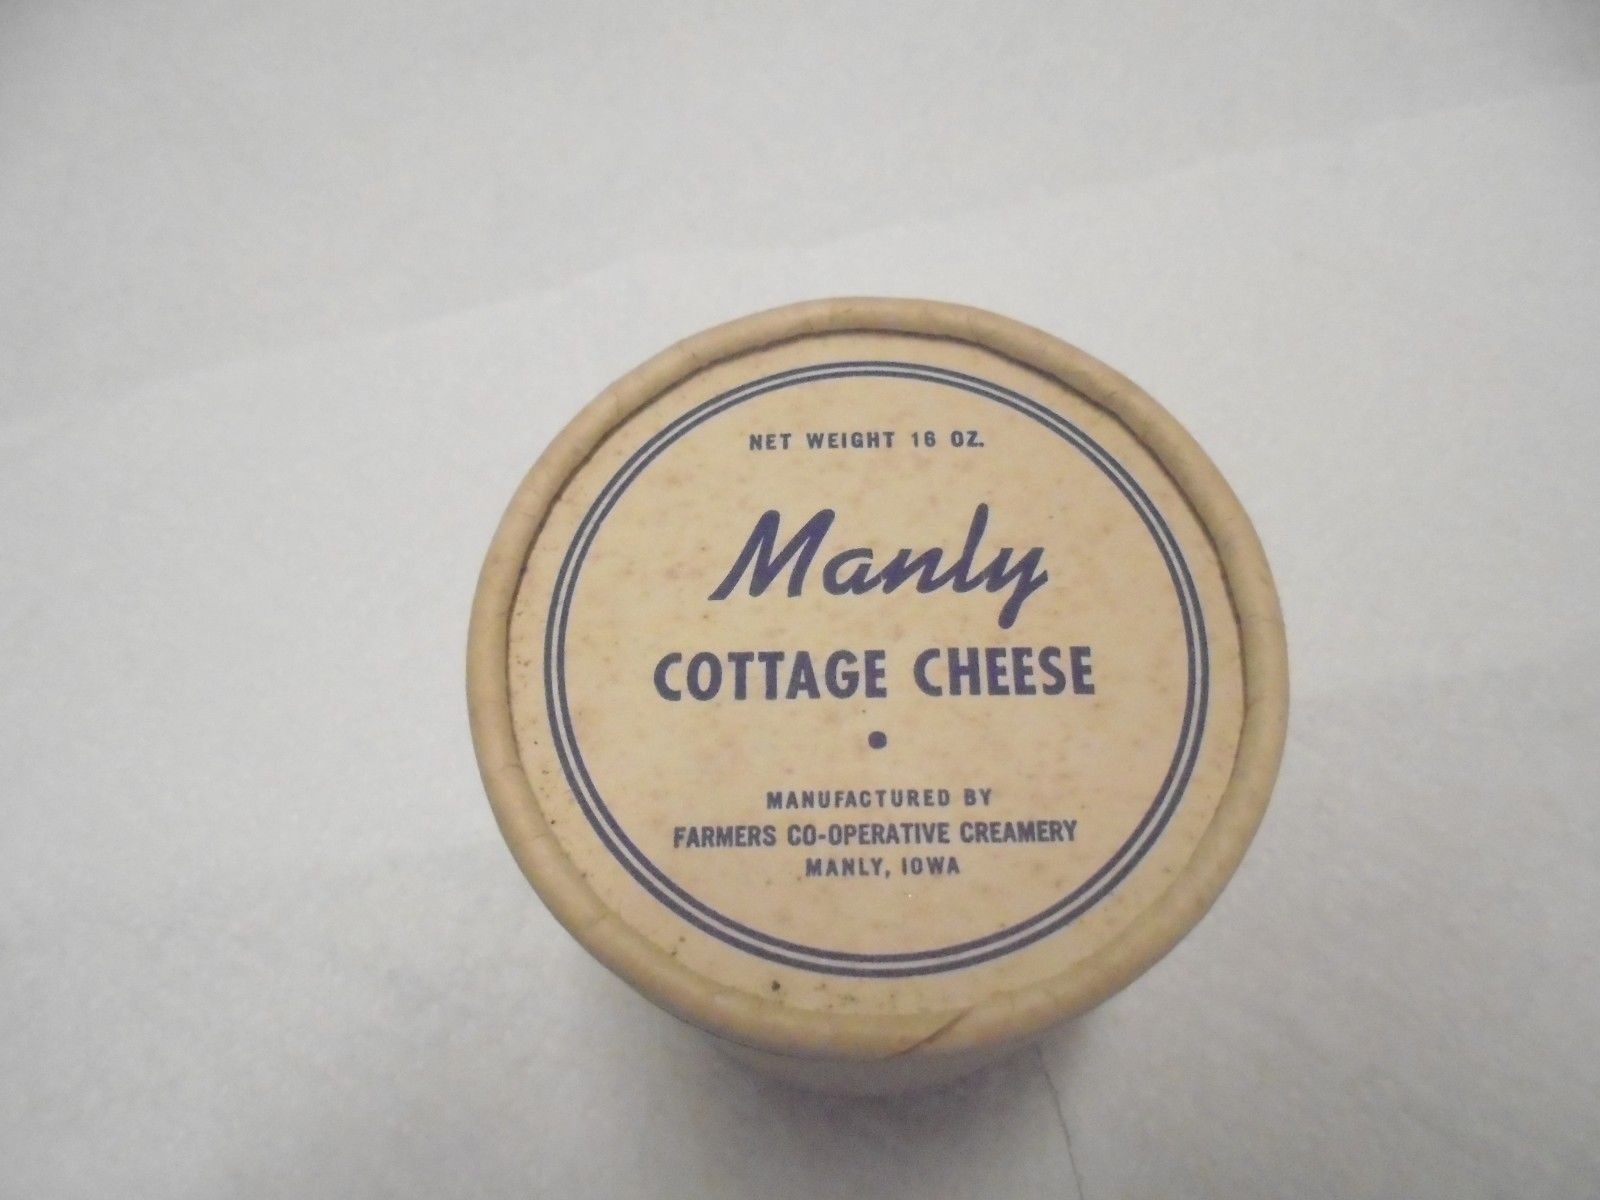 NET WEIGHT 16 OZ.
Manly
COTTAGE CHEESE
•
MANUFACTURED BY
FARMERS CO-OPERATIVE CREAMERY
MANLY, IOWA